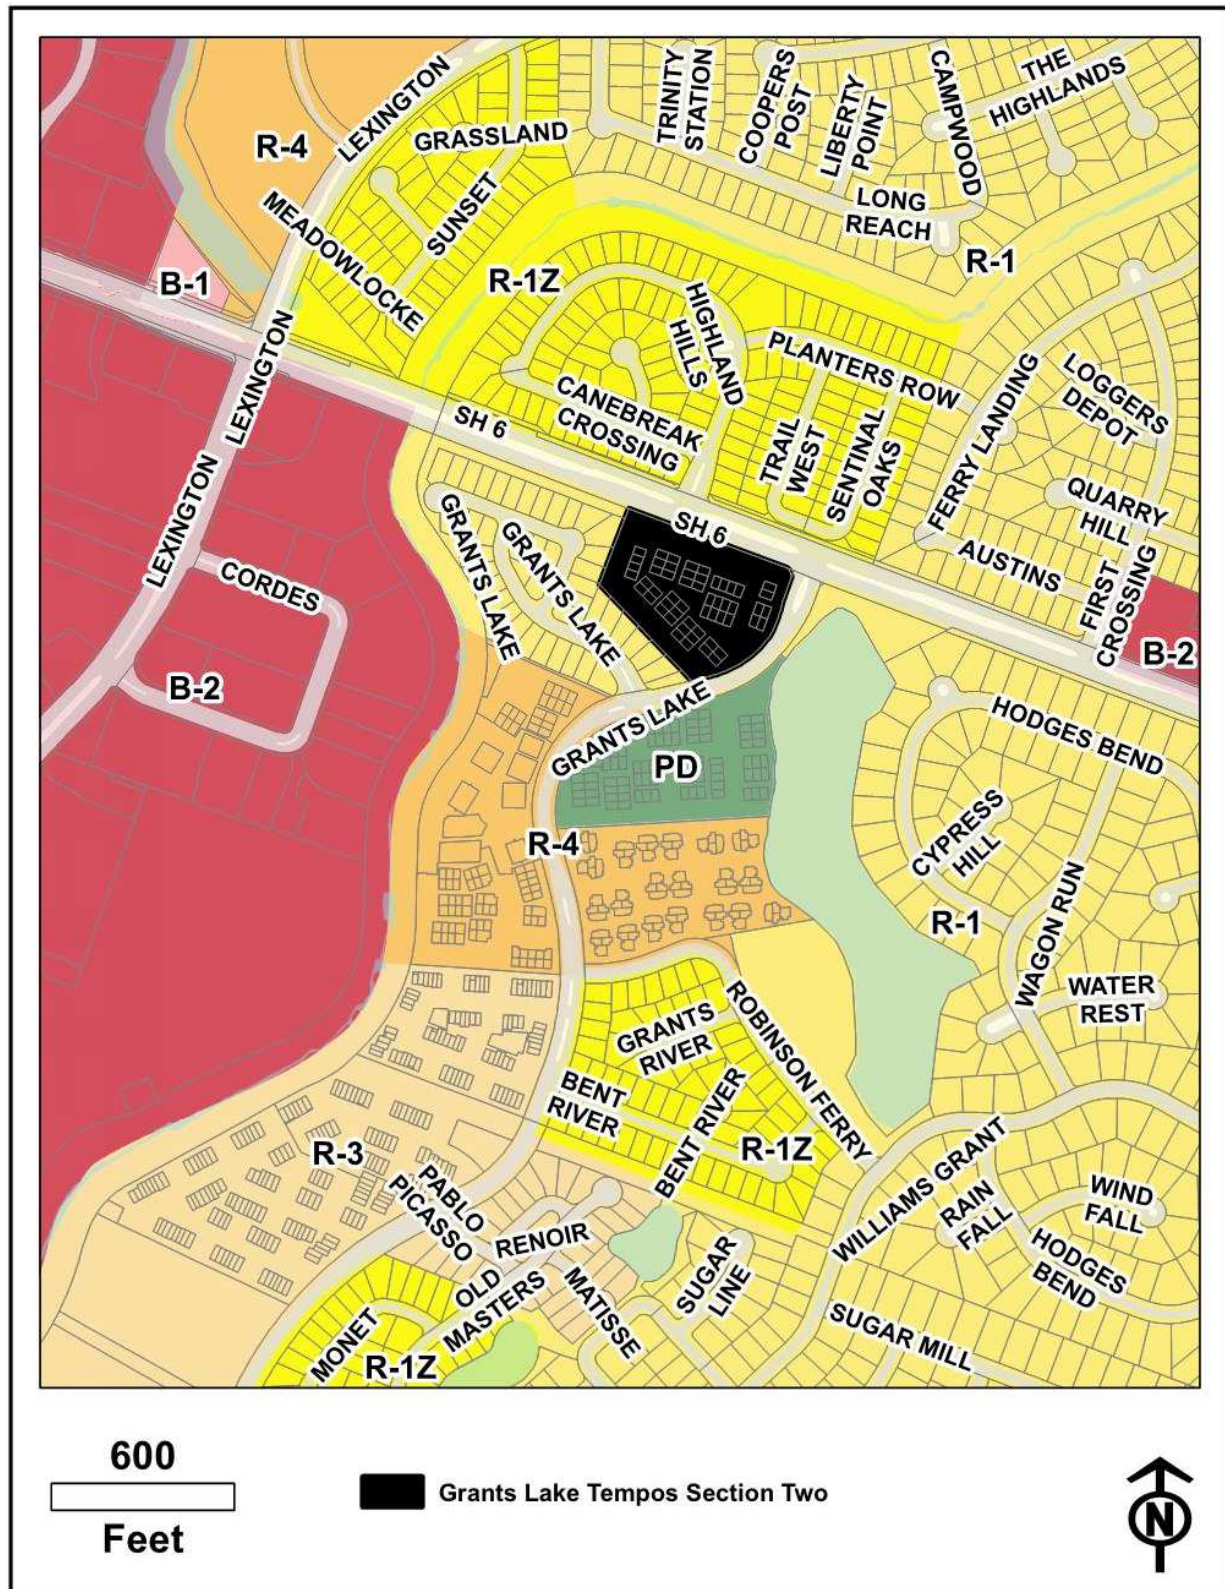 LEXINGTON
R-4
GRASSLAND
TRINITY
STATION
COOPERS
POST
LIBERTY
POINT
CAMPWOOD
THE
HIGHLANDS
SUNSET
MEADOWLOCKE
LONG
REACH
R-1
B-1
R-1Z
HIGHLAND
HILLS
PLANTERS ROW
LEXINGTON
SH 6
CANEBREAK
CROSSING
TRAIL
WEST
SENTINAL
OAKS
FERRY LANDING
LOGGERS
DEPOT
QUARRY
HILL
LEXINGTON
GRANTS LAKE
GRANTS LAKE
SH 6
AUSTINS
FIRST
CROSSING
CORDES
B-2
B-2
GRANTS LAKE
PD
HODGES BEND
CYPRESS
HILL
R-4
R-1
WAGON RUN
WATER
REST
GRANTS
RIVER
ROBINSON FERRY
BENT
RIVER
BENT RIVER
R-1Z
R-3
PABLO
PICASSO
RENOIR
WILLIAMS GRANT
RAIN
FALL
WIND
FALL
HODGES
BEND
OLD
MASTERS
MATISSE
SUGAR
LINE
SUGAR MILL
MONET
R-1Z
600
Feet
Grants Lake Tempos Section Two
N